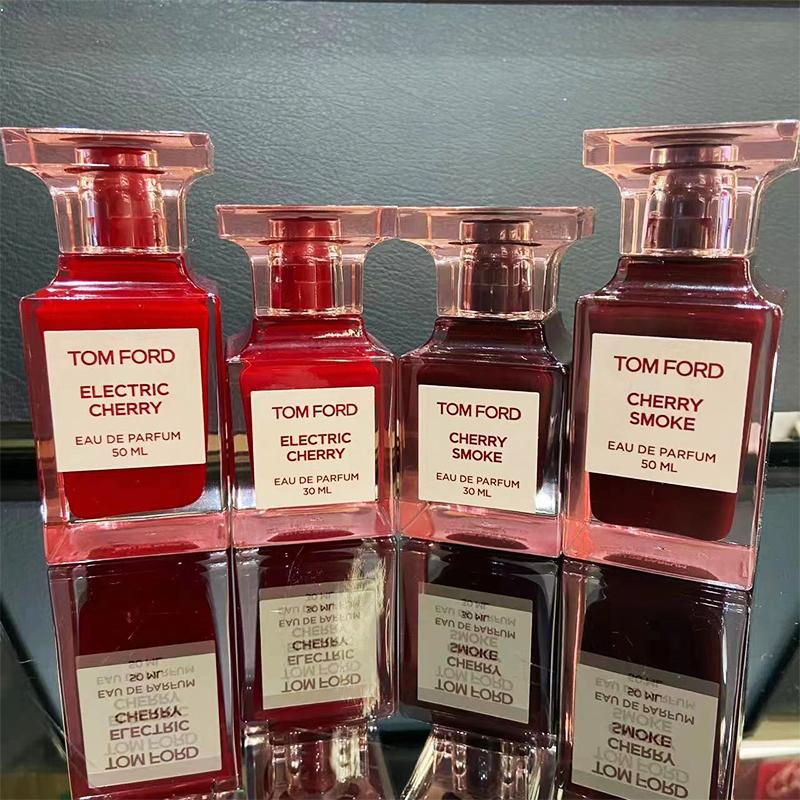 TOM FORD
ELECTRIC
CHERRY
EAU DE PARFUM
50 ML
TOM FORD
ELECTRIC
CHERRY
EAU DE PARFUM
30 ML
TOM FORD
CHERRY
SMOKE
EAU DE PARFUM
30 ML
TOM FORD
CHERRY
SMOKE
EAU DE PARFUM
50 ML